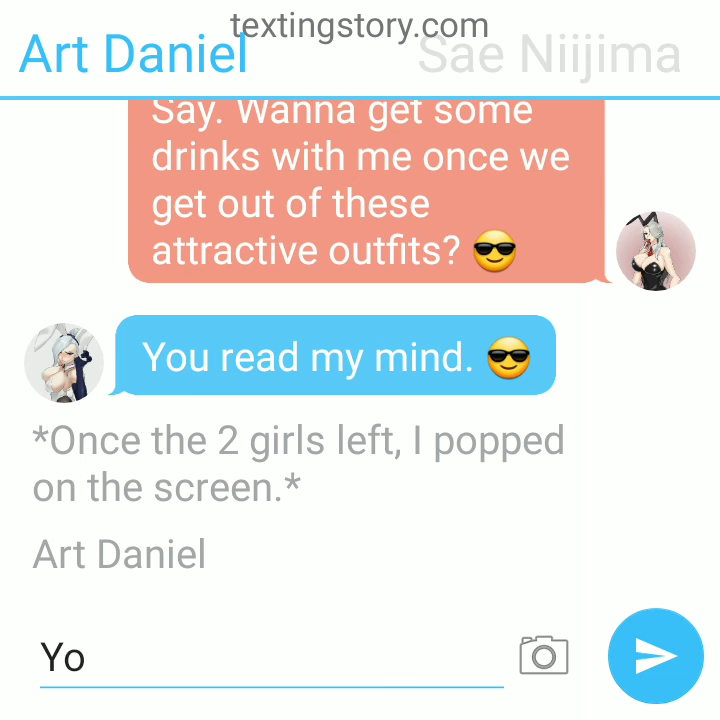 textingstory.com
Art Daniel
Sae Niijima
Say. Wanna get some
drinks with me once we
get out of these
attractive outfits? 😎
You read my mind. 😎
*Once the 2 girls left, I popped
on the screen.*
Art Daniel
Yo